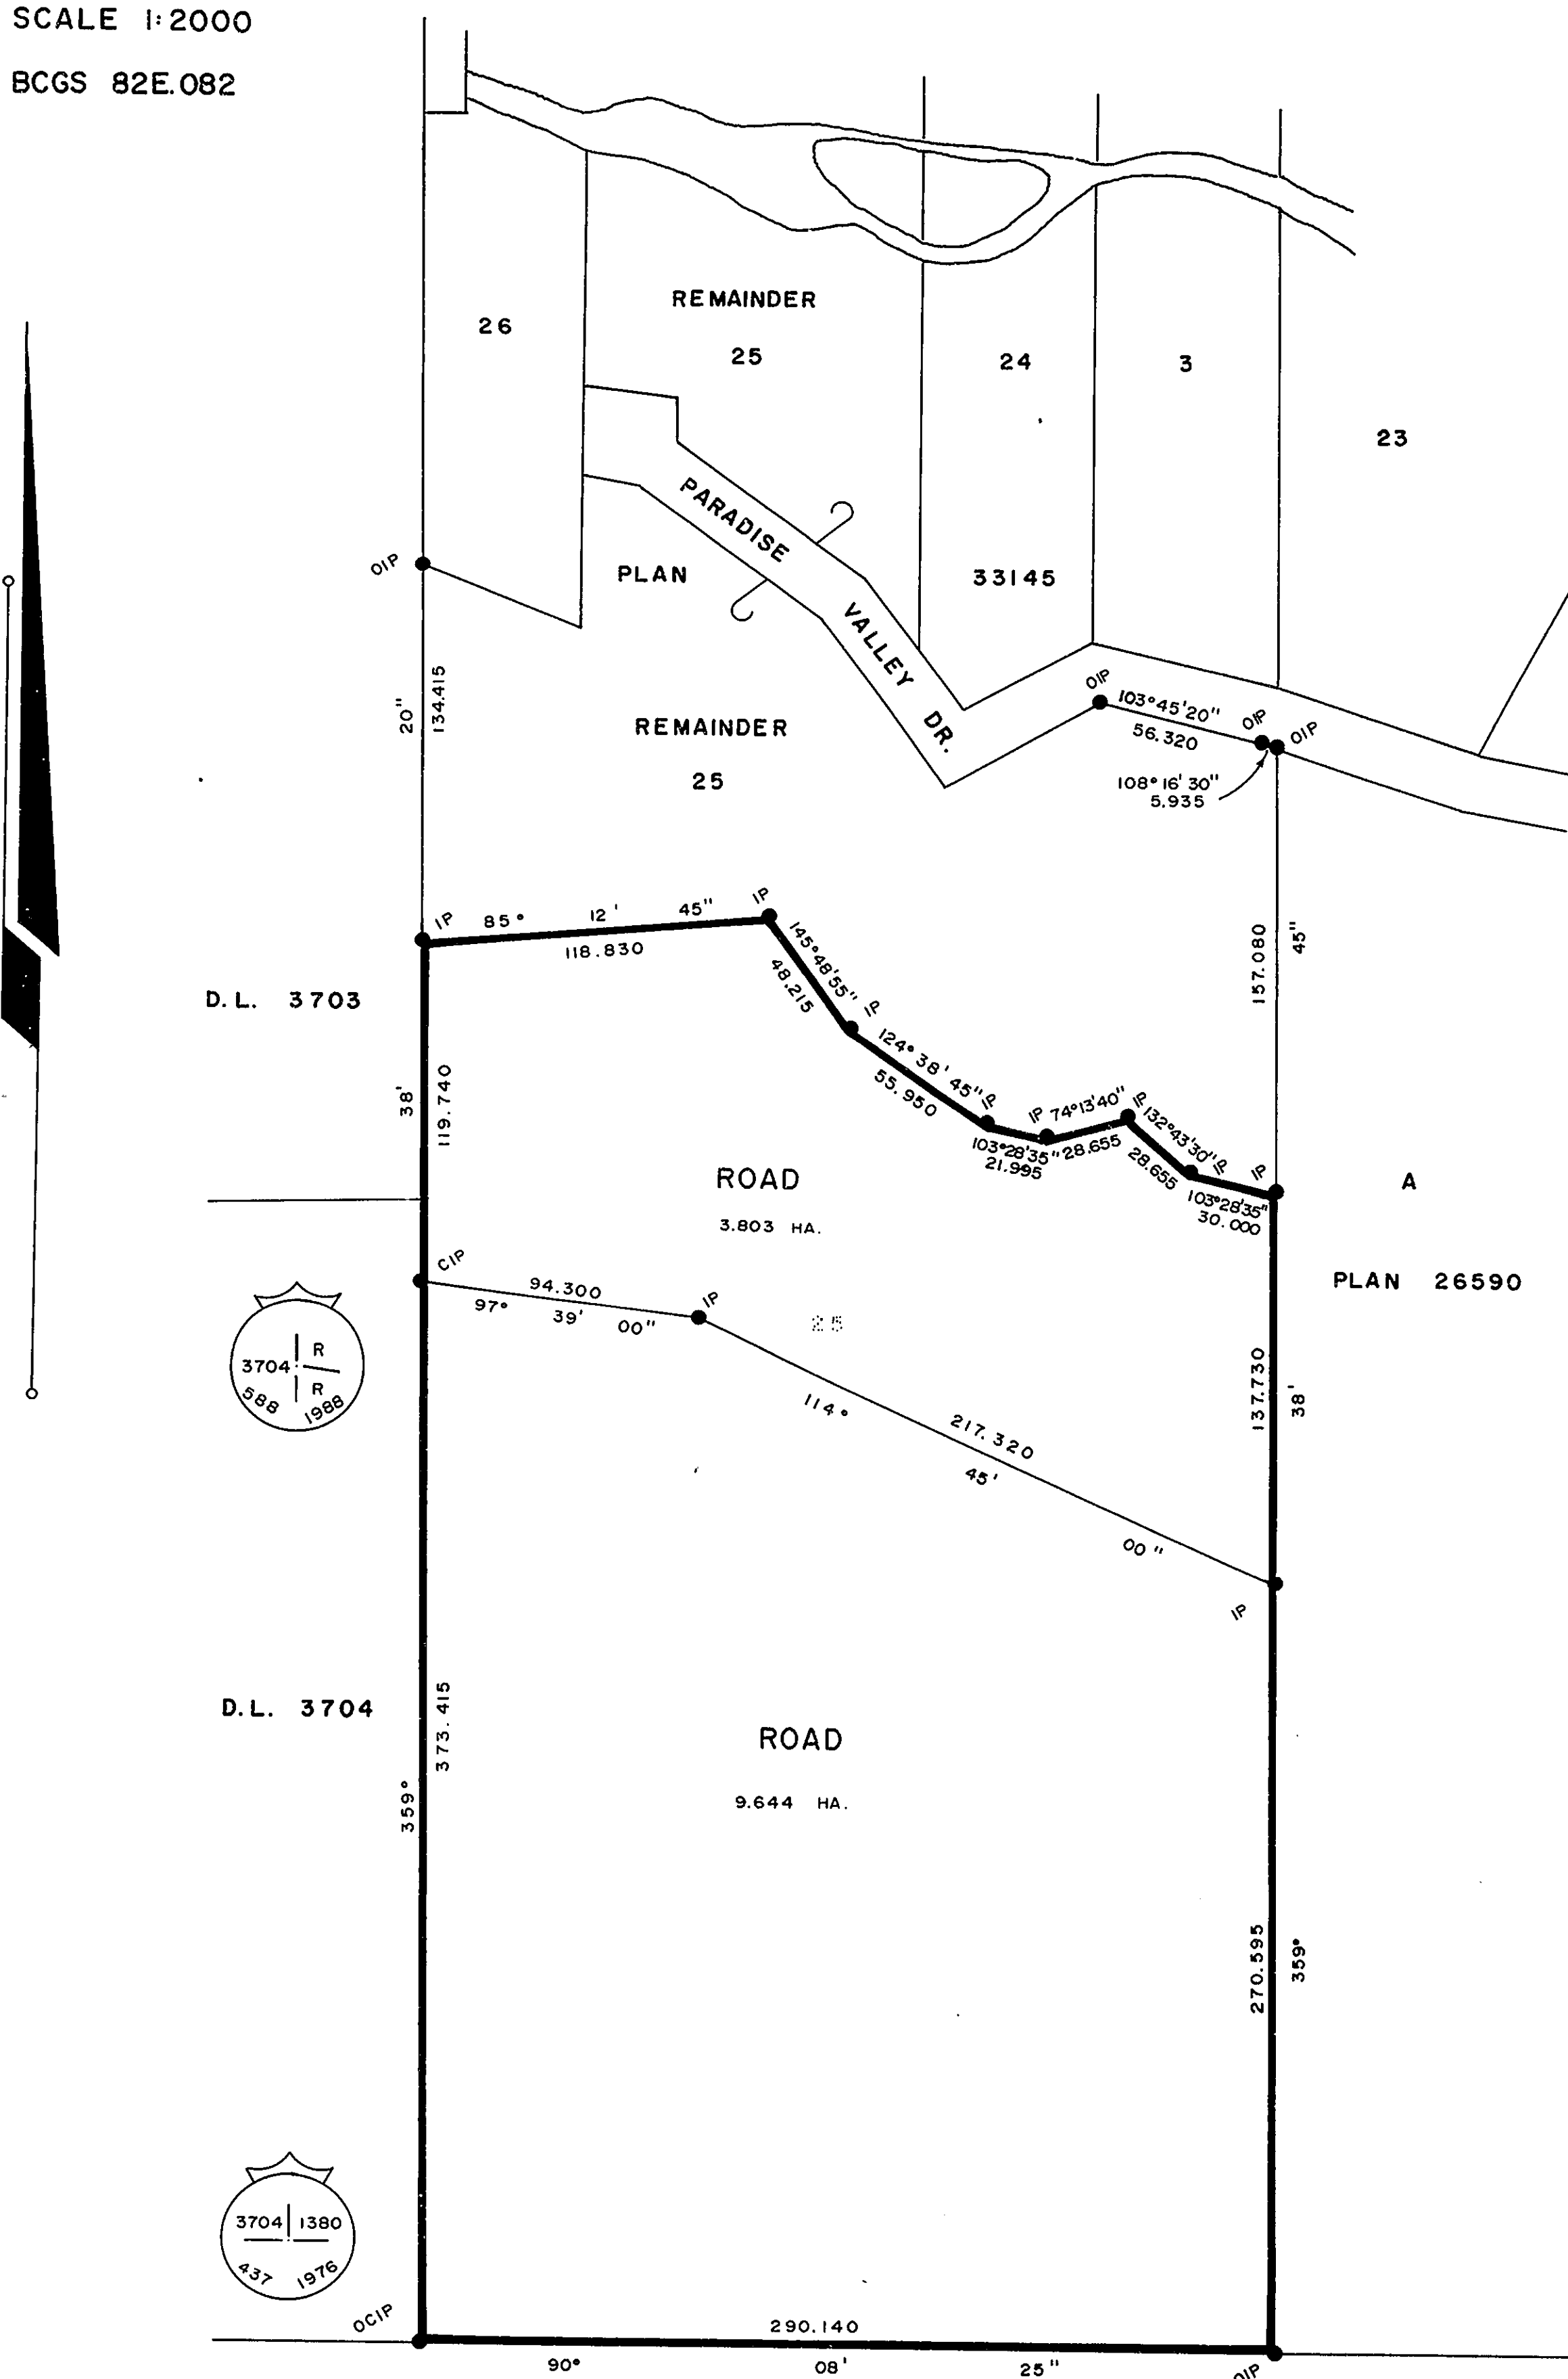 SCALE 1:2000
BCGS 82E.082
26
REMAINDER
25
24
3
23
PARADISE
VALLEY DR.
PLAN
33145
OIP
20"
134.415
REMAINDER
25
OIP
103°45'20"
56.320
OIP
OIP
108°16'30"
5.935
IP
85° 12' 45"
118.830
IP
145°48'55"
48.215
IP
124°38'45"
55.950
IP
103°28'35"
21.995
IP
74°13'40"
28.655
IP
132°43'30"
28.655
IP
103°28'35"
30.000
IP
157.080
45"
D.L. 3703
38'
119.740
ROAD
3.803 HA.
A
PLAN 26590
CIP
94.300
97° 39' 00"
IP
25
3704 R
R
588 1988
114° 45' 00"
217.320
IP
137.730
38'
D.L. 3704
373.415
359°
ROAD
9.644 HA.
270.595
359°
3704 1380
437 1976
OCIP
290.140
90° 08' 25"
OIP